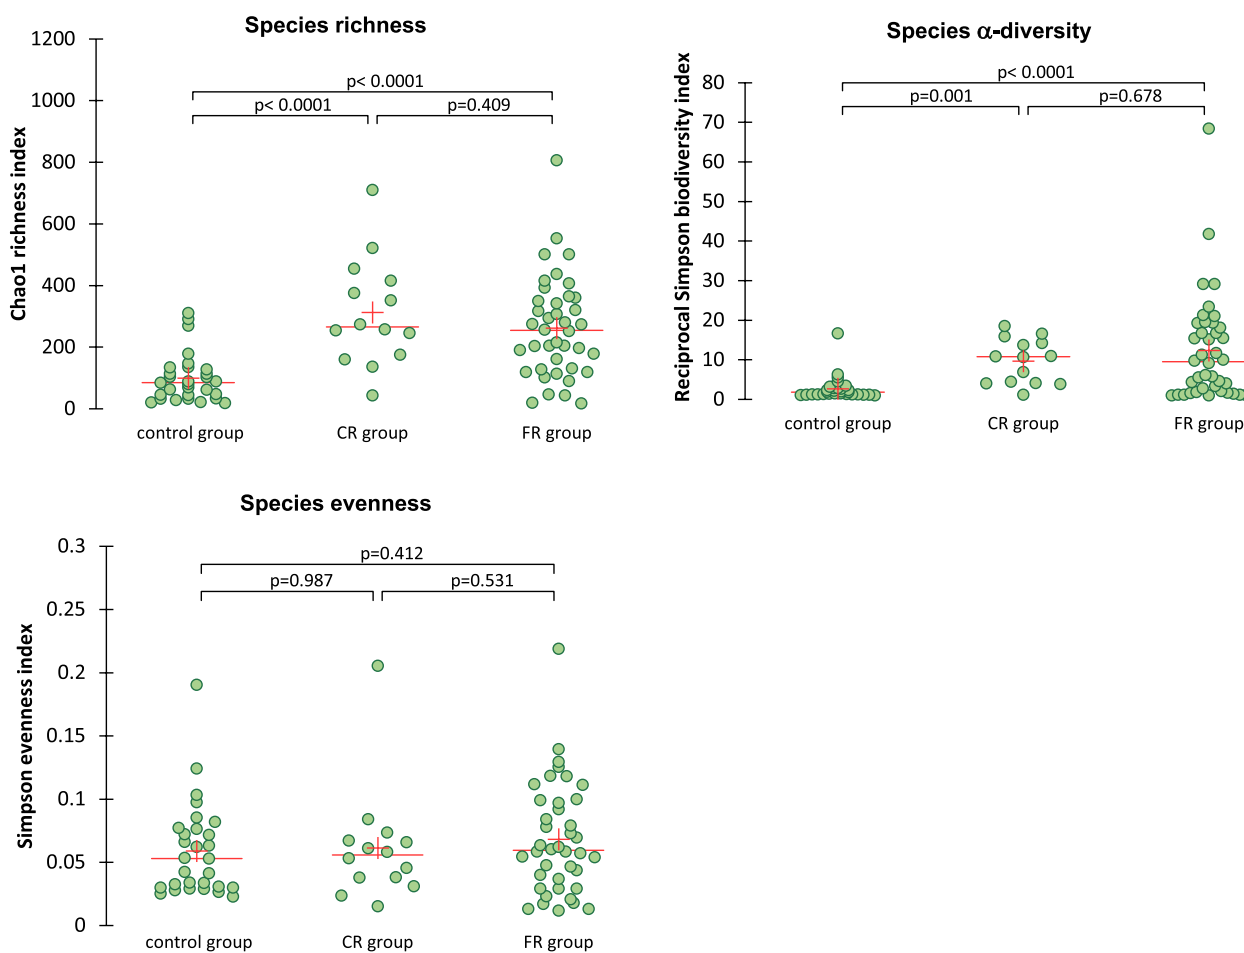 Species richness
Chao1 richness index
1200
1000
800
600
400
200
0
p< 0.0001
p< 0.0001
p=0.409
control group
CR group
FR group
Species α-diversity
Reciprocal Simpson biodiversity index
80
70
60
50
40
30
20
10
0
p< 0.0001
p=0.001
p=0.678
control group
CR group
FR group
Species evenness
Simpson evenness index
0.3
0.25
0.2
0.15
0.1
0.05
0
p=0.412
p=0.987
p=0.531
control group
CR group
FR group